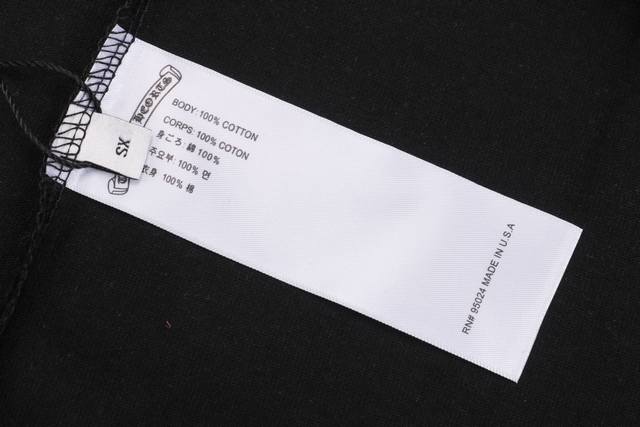 XS
BODY: 100% COTTON
CORPS: 100% COTON
身ごろ: 綿 100%
주요부: 100% 면
衣身 100% 棉
RN# 95024 MADE IN U.S.A